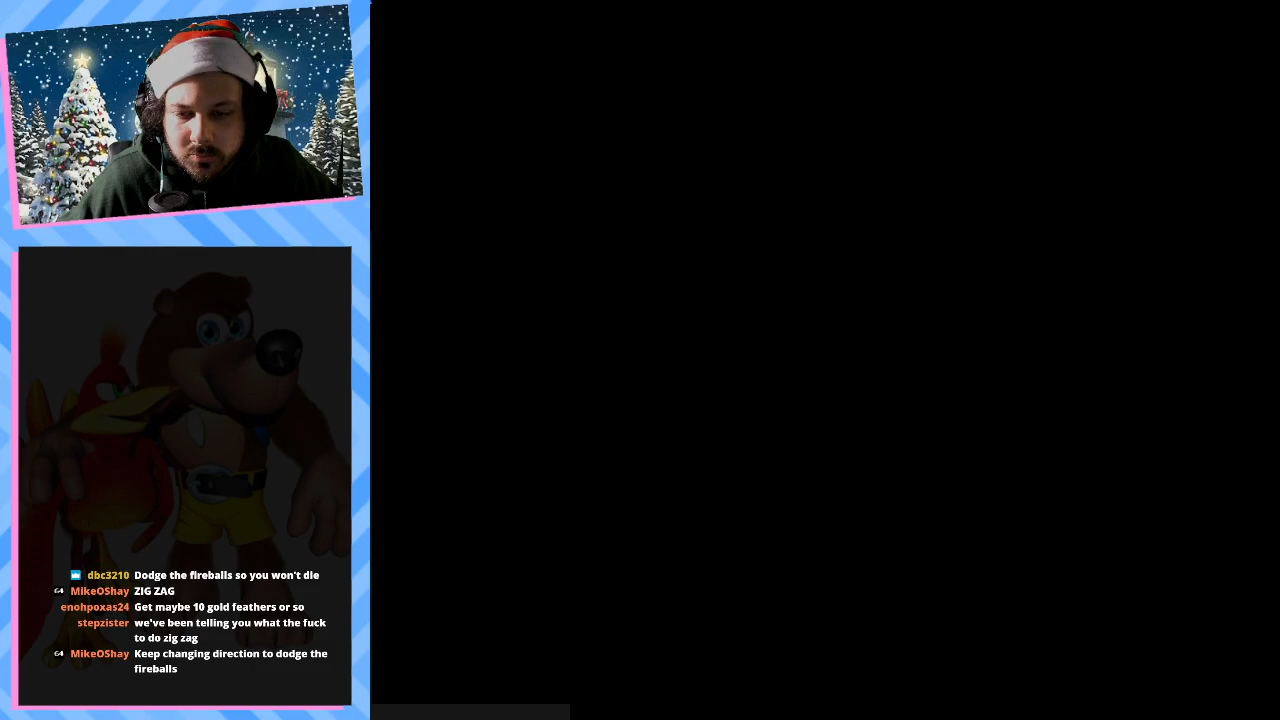 dbc3210 Dodge the fireballs so you won't die
64 MikeOShay ZIG ZAG
enohpoxas24 Get maybe 10 gold feathers or so
stepzister we've been telling you what the fuck
to do zig zag
64 MikeOShay Keep changing direction to dodge the
fireballs